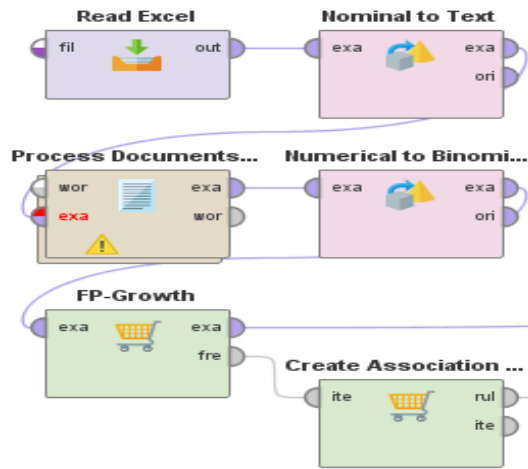 Read Excel
Nominal to Text
fil out
exa exa
ori
Process Documents...
Numerical to Binomi...
wor exa
exa wor
exa exa
ori
FP-Growth
exa exa
fre
Create Association ...
ite rul
ite